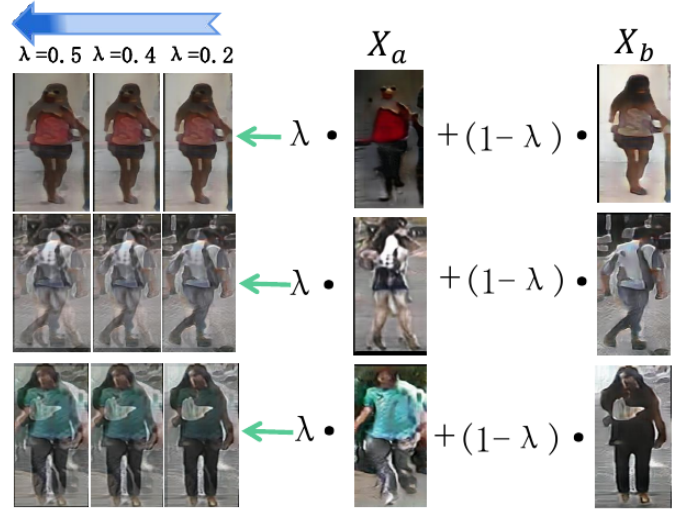 λ=0.5 λ=0.4 λ=0.2
X_a X_b
λ • +(1- λ) •
λ • +(1- λ) •
λ • +(1- λ) •